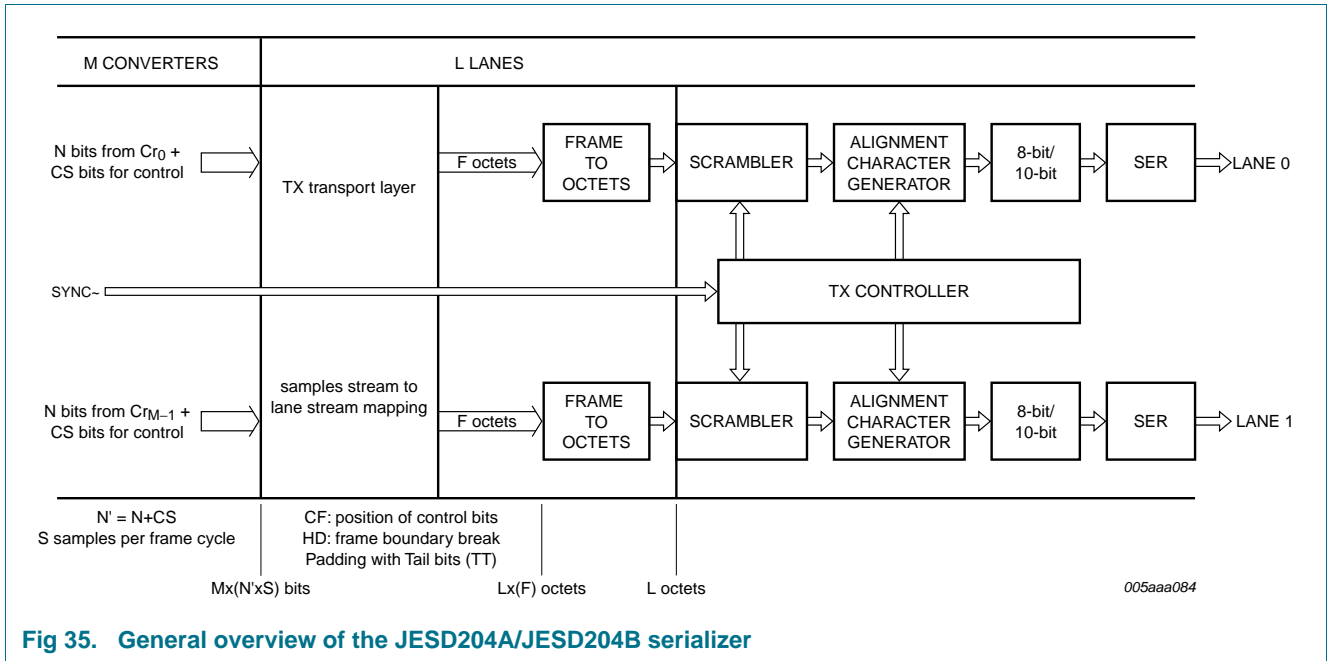 M CONVERTERS
L LANES
N bits from Cr0 +
CS bits for control
TX transport layer
F octets
FRAME
TO
OCTETS
SCRAMBLER
ALIGNMENT
CHARACTER
GENERATOR
8-bit/
10-bit
SER
LANE 0
SYNC~
TX CONTROLLER
N bits from CrM–1 +
CS bits for control
samples stream to
lane stream mapping
F octets
FRAME
TO
OCTETS
SCRAMBLER
ALIGNMENT
CHARACTER
GENERATOR
8-bit/
10-bit
SER
LANE 1
N' = N+CS
S samples per frame cycle
CF: position of control bits
HD: frame boundary break
Padding with Tail bits (TT)
Mx(N'xS) bits
Lx(F) octets
L octets
005aaa084
Fig 35. General overview of the JESD204A/JESD204B serializer